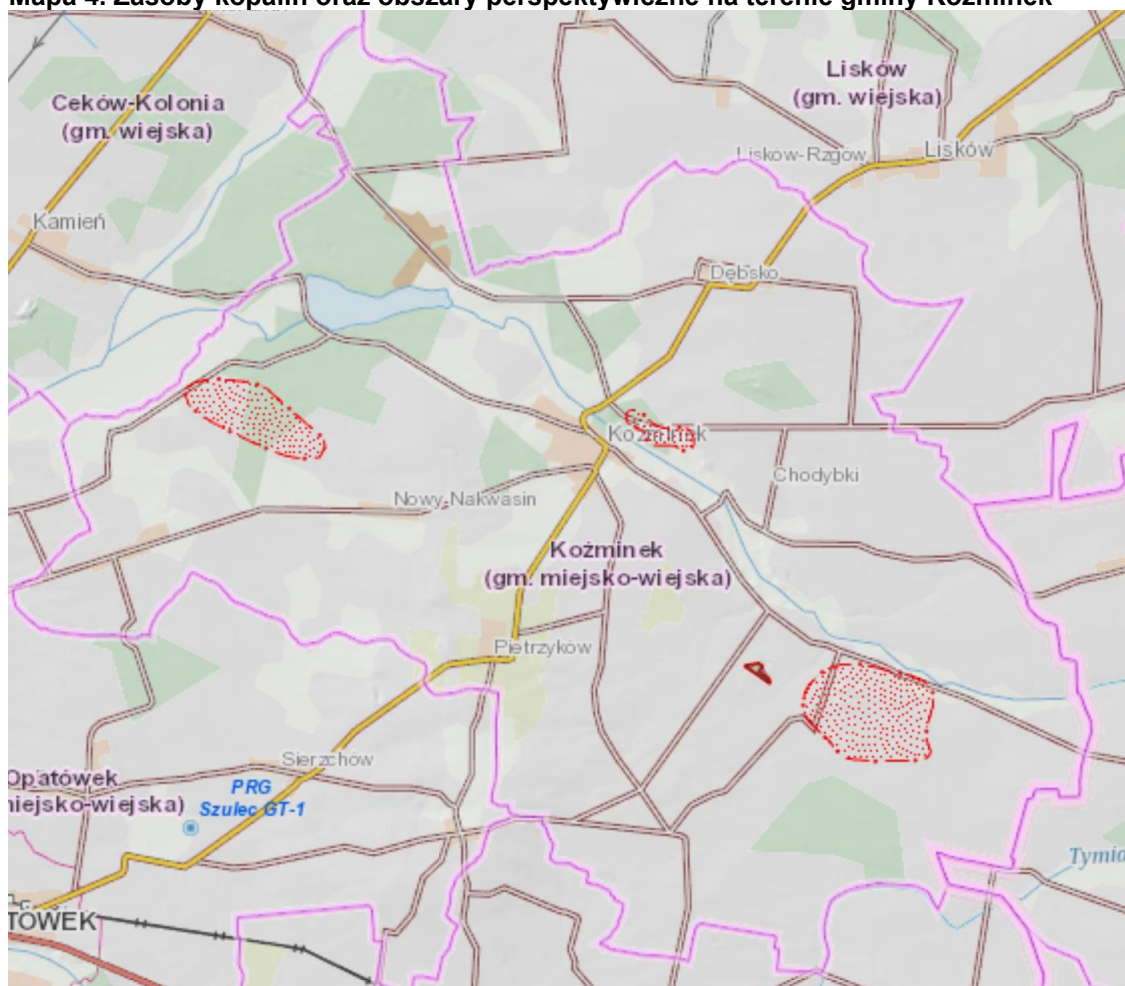 Mapa 4. Zasoby kopalin oraz obszary perspektywiczne na terenie gminy Koźminek
Lisków
(gm. wiejska)
Ceków-Kolonia
(gm. wiejska)
Lisków-Rzgów
Lisków
Kamień
Dębsko
Koźminek
Chodybki
Nowy Nakwasin
Koźminek
(gm. miejsko-wiejska)
Pietrzyków
Sierzchów
Opatówek
miejsko-wiejska)
PRG
Szulec GT-1
Tymia
TÓWEK